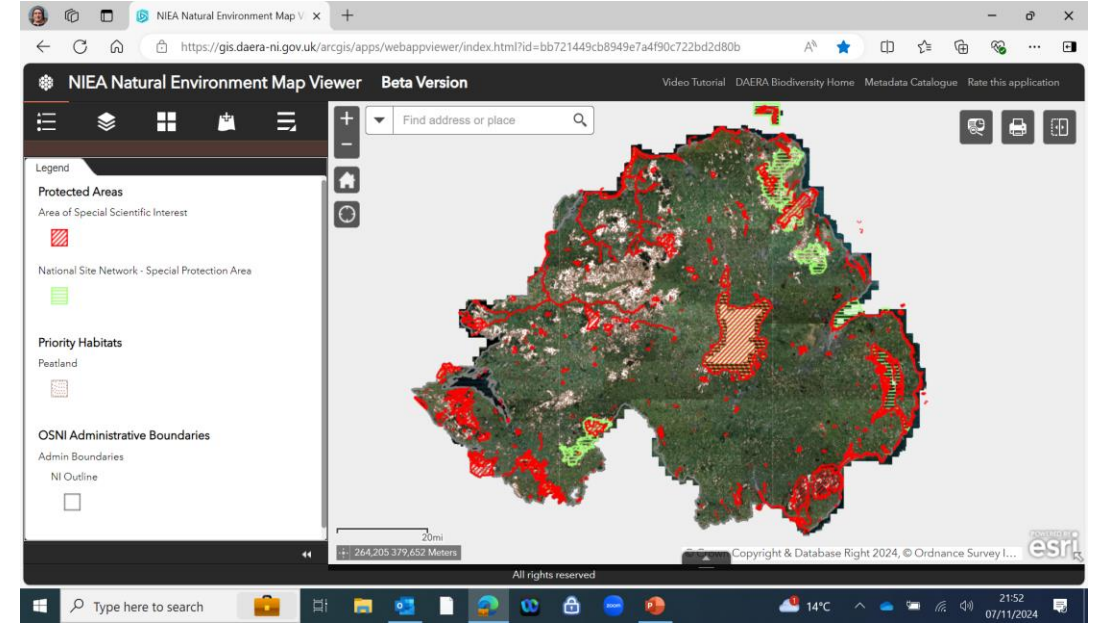 NIEA Natural Environment Map V
https://gis.daera-ni.gov.uk/arcgis/apps/webappviewer/index.html?id=bb721449cb8949e7a4f90c722bd2d80b
NIEA Natural Environment Map Viewer Beta Version
Video Tutorial DAERA Biodiversity Home Metadata Catalogue Rate this application
Find address or place
Legend
Protected Areas
Area of Special Scientific Interest
National Site Network - Special Protection Area
Priority Habitats
Peatland
OSNI Administrative Boundaries
Admin Boundaries
NI Outline
20mi
264,205 379,652 Meters
© Crown Copyright & Database Right 2024, © Ordnance Survey I...
POWERED BY
esri
All rights reserved
Type here to search
zoom
14°C
21:52
07/11/2024